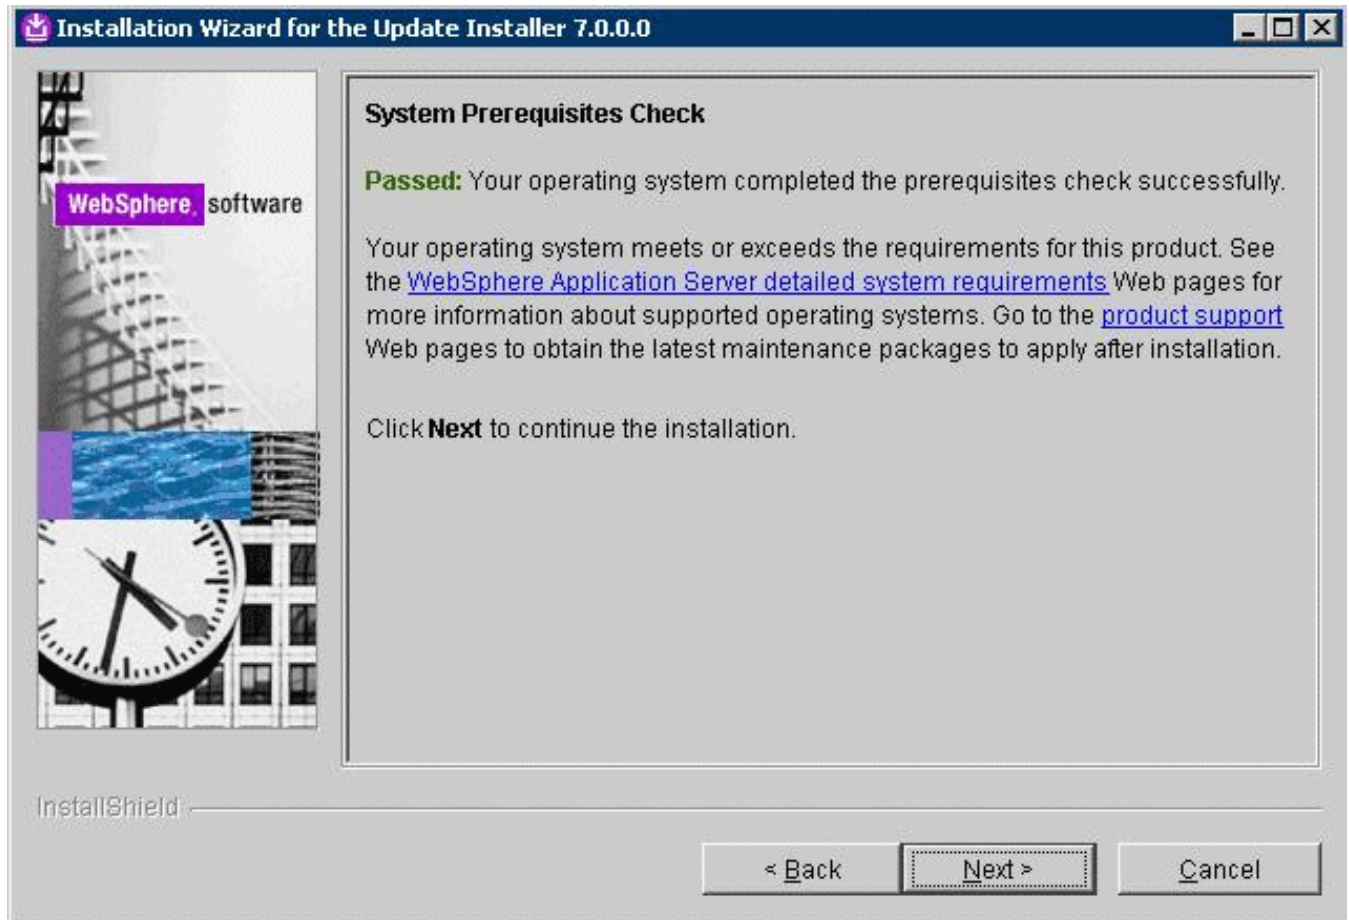 Installation Wizard for the Update Installer 7.0.0.0
WebSphere. software
System Prerequisites Check
Passed: Your operating system completed the prerequisites check successfully.
Your operating system meets or exceeds the requirements for this product. See
the WebSphere Application Server detailed system requirements Web pages for
more information about supported operating systems. Go to the product support
Web pages to obtain the latest maintenance packages to apply after installation.
Click Next to continue the installation.
InstallShield
< Back
Next >
Cancel